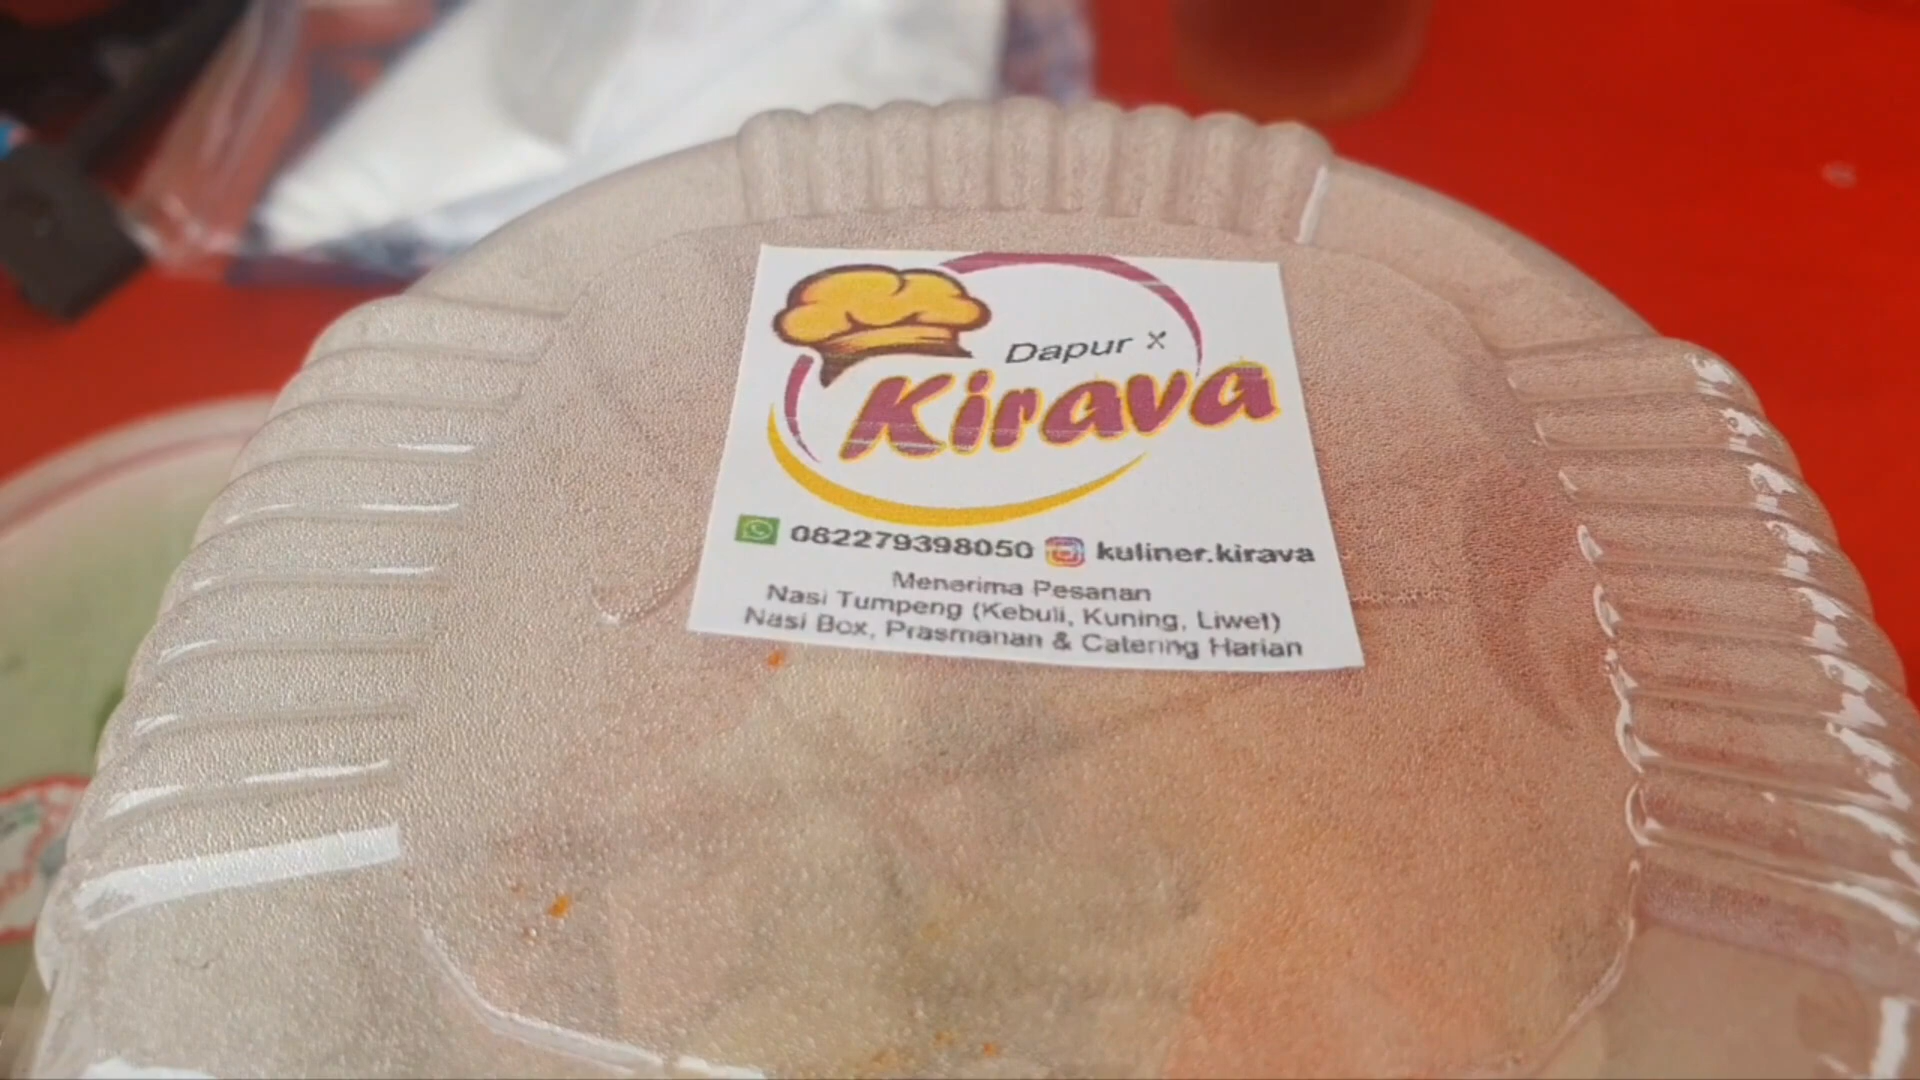 Dapur
Kirava
082279398050 kuliner.kirava
Menerima Pesanan
Nasi Tumpeng (Kebuli, Kuning, Liwet)
Nasi Box, Prasmanan & Catering Harian